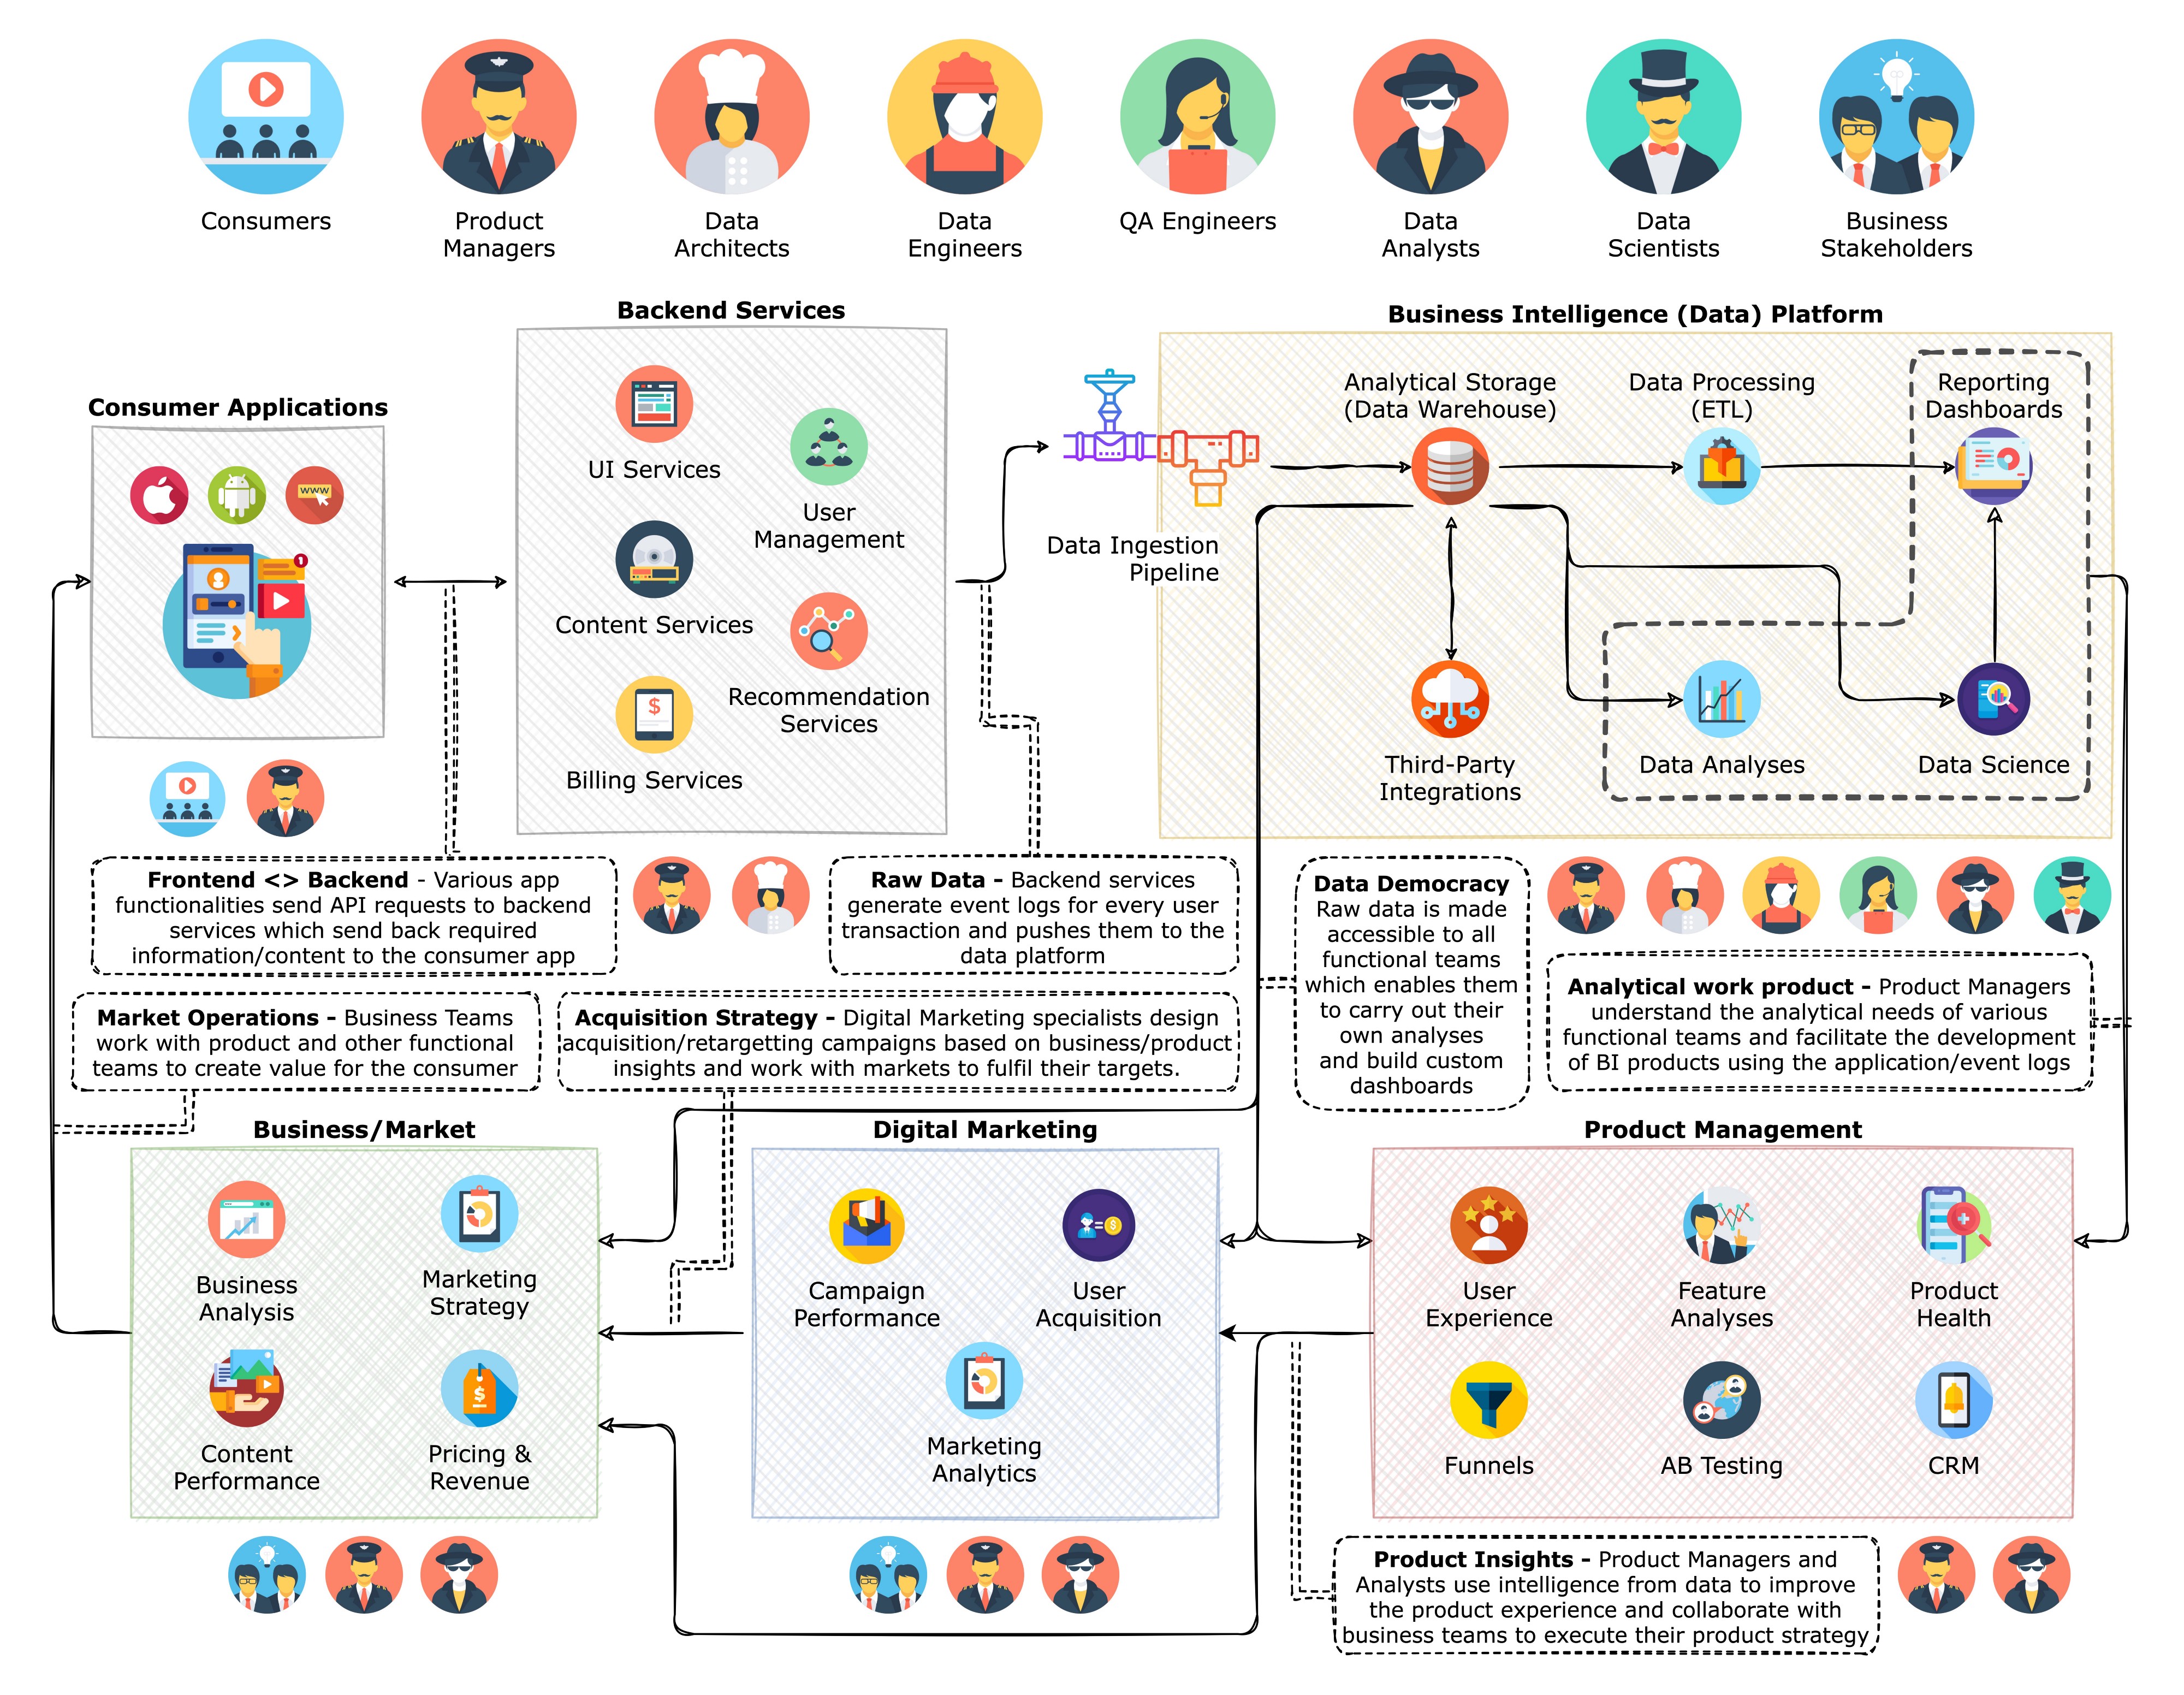 Consumers
Product
Managers
Data
Architects
Data
Engineers
QA Engineers
Data
Analysts
Data
Scientists
Business
Stakeholders
Consumer Applications
www
1
Backend Services
UI Services
User
Management
Content Services
Recommendation
Services
$
Billing Services
Data Ingestion
Pipeline
Business Intelligence (Data) Platform
Analytical Storage
(Data Warehouse)
Data Processing
(ETL)
Reporting
Dashboards
Third-Party
Integrations
Data Analyses
Data Science
Frontend <> Backend - Various app
functionalities send API requests to backend
services which send back required
information/content to the consumer app
Raw Data - Backend services
generate event logs for every user
transaction and pushes them to the
data platform
Data Democracy
Raw data is made
accessible to all
functional teams
which enables them
to carry out their
own analyses
and build custom
dashboards
Analytical work product - Product Managers
understand the analytical needs of various
functional teams and facilitate the development
of BI products using the application/event logs
Market Operations - Business Teams
work with product and other functional
teams to create value for the consumer
Acquisition Strategy - Digital Marketing specialists design
acquisition/retargetting campaigns based on business/product
insights and work with markets to fulfil their targets.
Business/Market
Business
Analysis
Marketing
Strategy
Content
Performance
$
Pricing &
Revenue
Digital Marketing
Campaign
Performance
= $
User
Acquisition
Marketing
Analytics
Product Management
User
Experience
Feature
Analyses
Product
Health
Funnels
AB Testing
CRM
Product Insights - Product Managers and
Analysts use intelligence from data to improve
the product experience and collaborate with
business teams to execute their product strategy